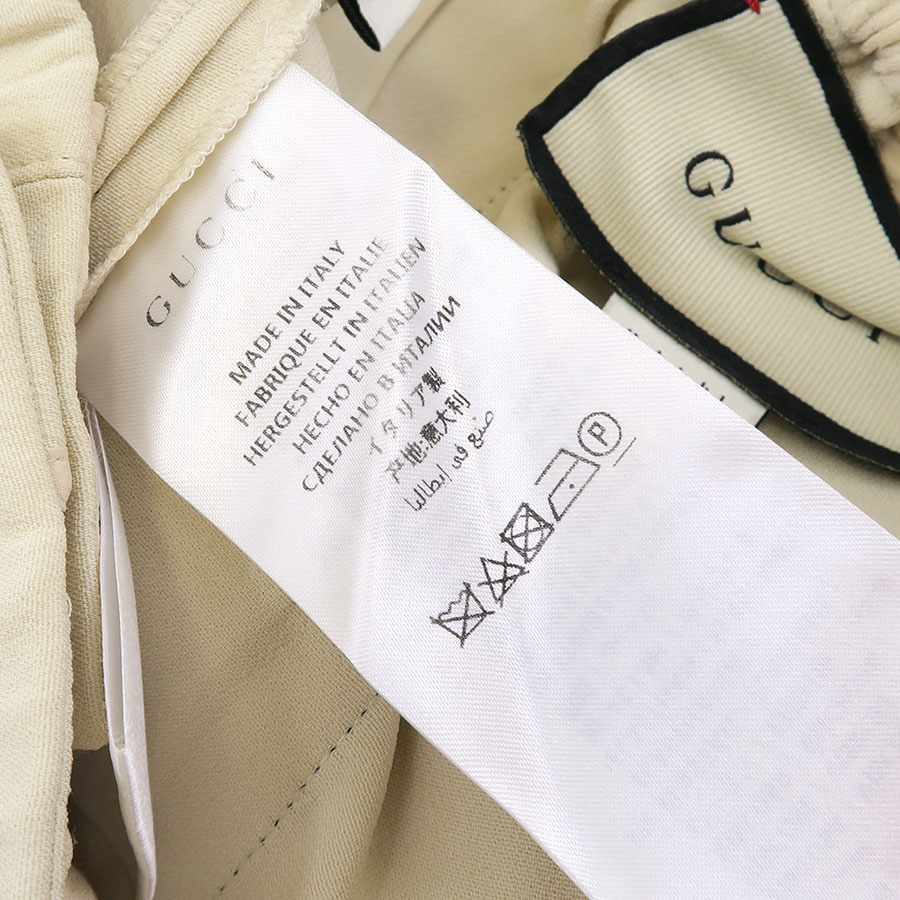 GUCCI
MADE IN ITALY
FABRIQUE EN ITALIE
HERGESTELLT IN ITALIEN
HECHO EN ITALIA
СДЕЛАНО В ИТАЛИИ
イタリア製
产地:意大利
صنع في إيطاليا
P
GUCCI